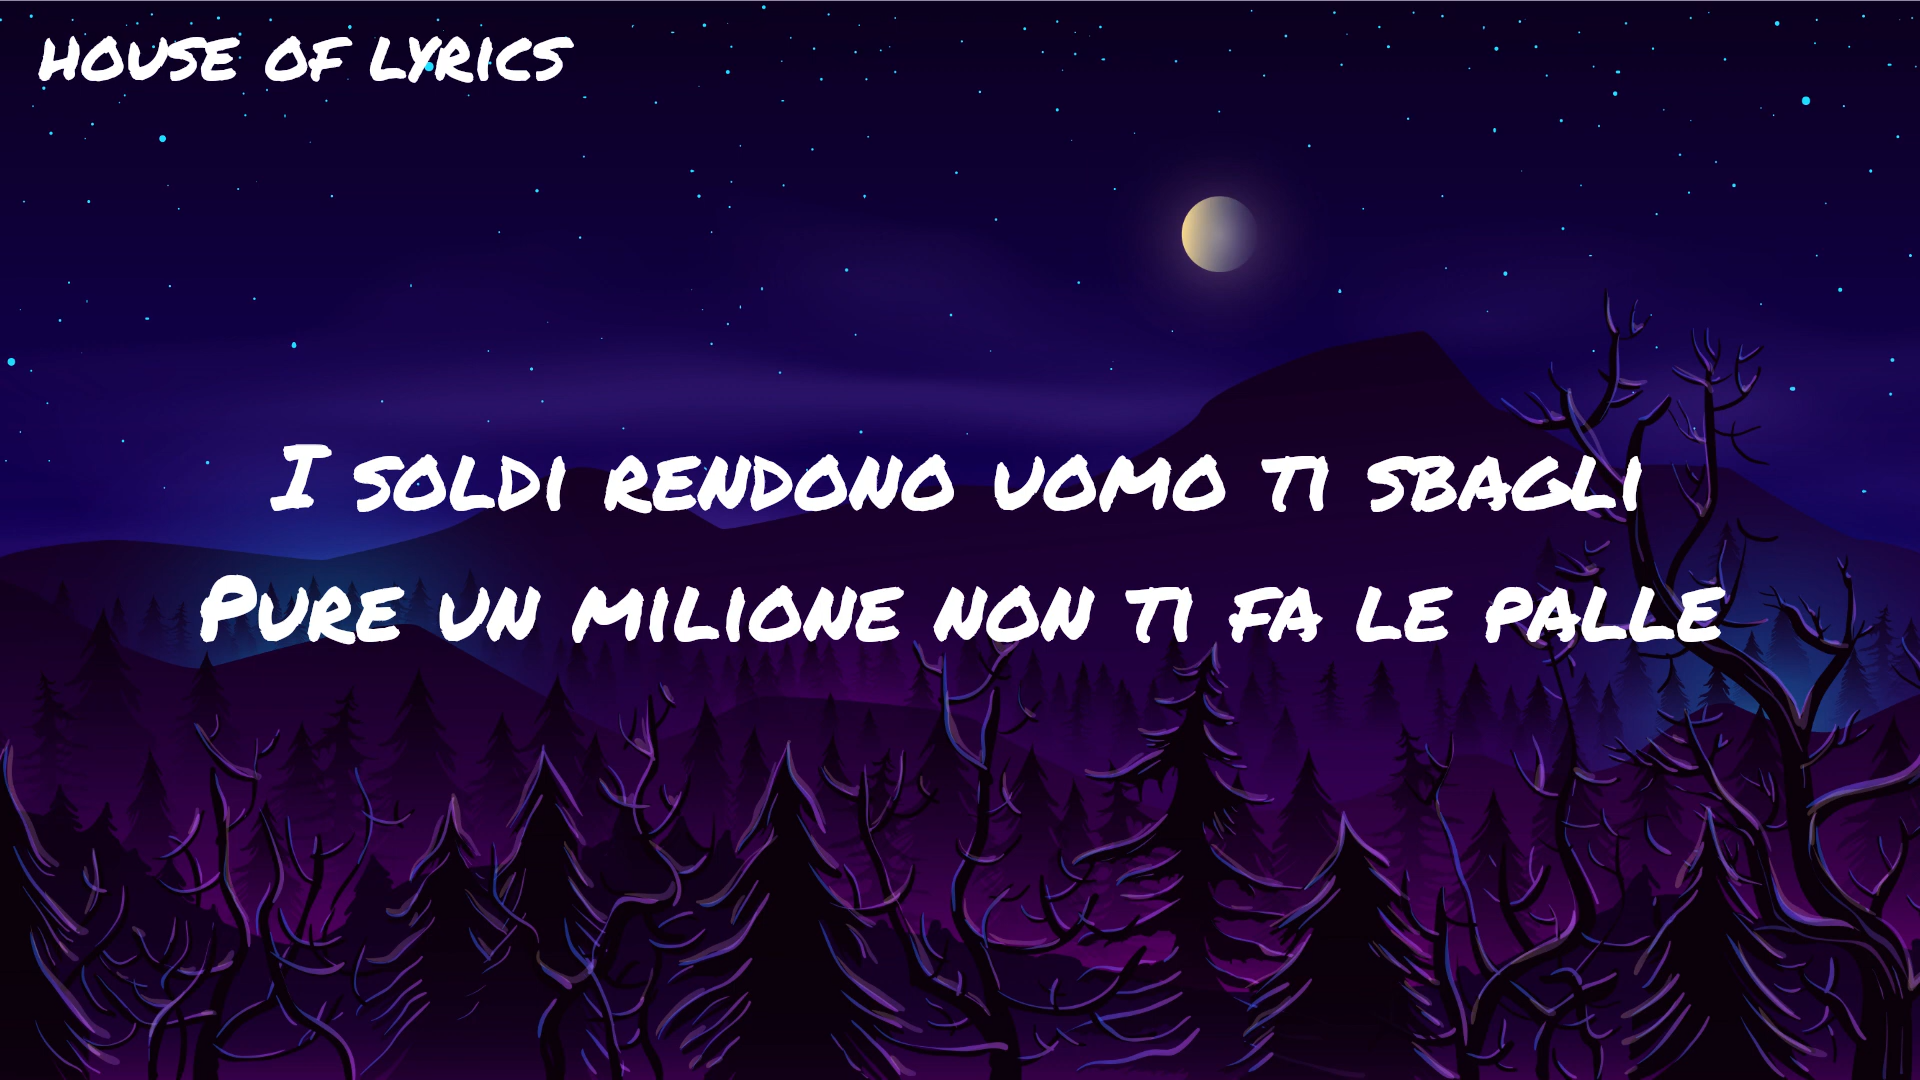 HOUSE OF LYRICS
I SOLDI RENDONO UOMO TI SBAGLI
PURE UN MILIONE NON TI FA LE PALLE